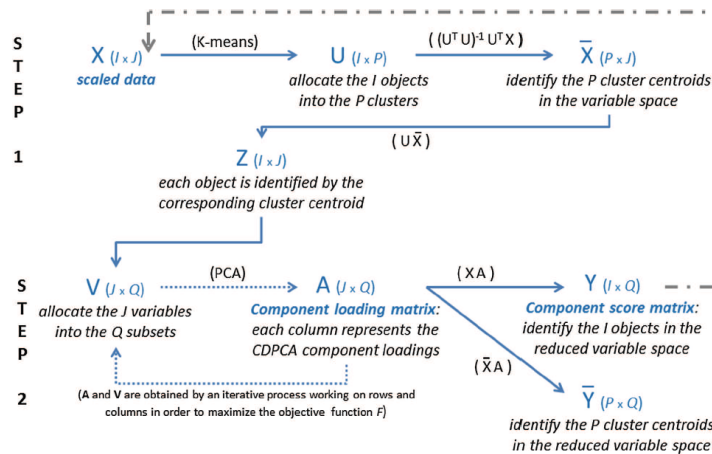 STEP 1
X (I x J)
scaled data
(K-means)
U (I x P)
allocate the I objects
into the P clusters
((UᵀU)⁻¹UᵀX)
X̅ (P x J)
identify the P cluster centroids
in the variable space
(UX̅)
Z (I x J)
each object is identified by the
corresponding cluster centroid
STEP 2
V (J x Q)
allocate the J variables
into the Q subsets
(PCA)
A (J x Q)
Component loading matrix:
each column represents the
CDPCA component loadings
(A and V are obtained by an iterative process working on rows and
columns in order to maximize the objective function F)
(XA)
Y (I x Q)
Component score matrix:
identify the I objects in the
reduced variable space
(X̅A)
Y̅ (P x Q)
identify the P cluster centroids
in the reduced variable space